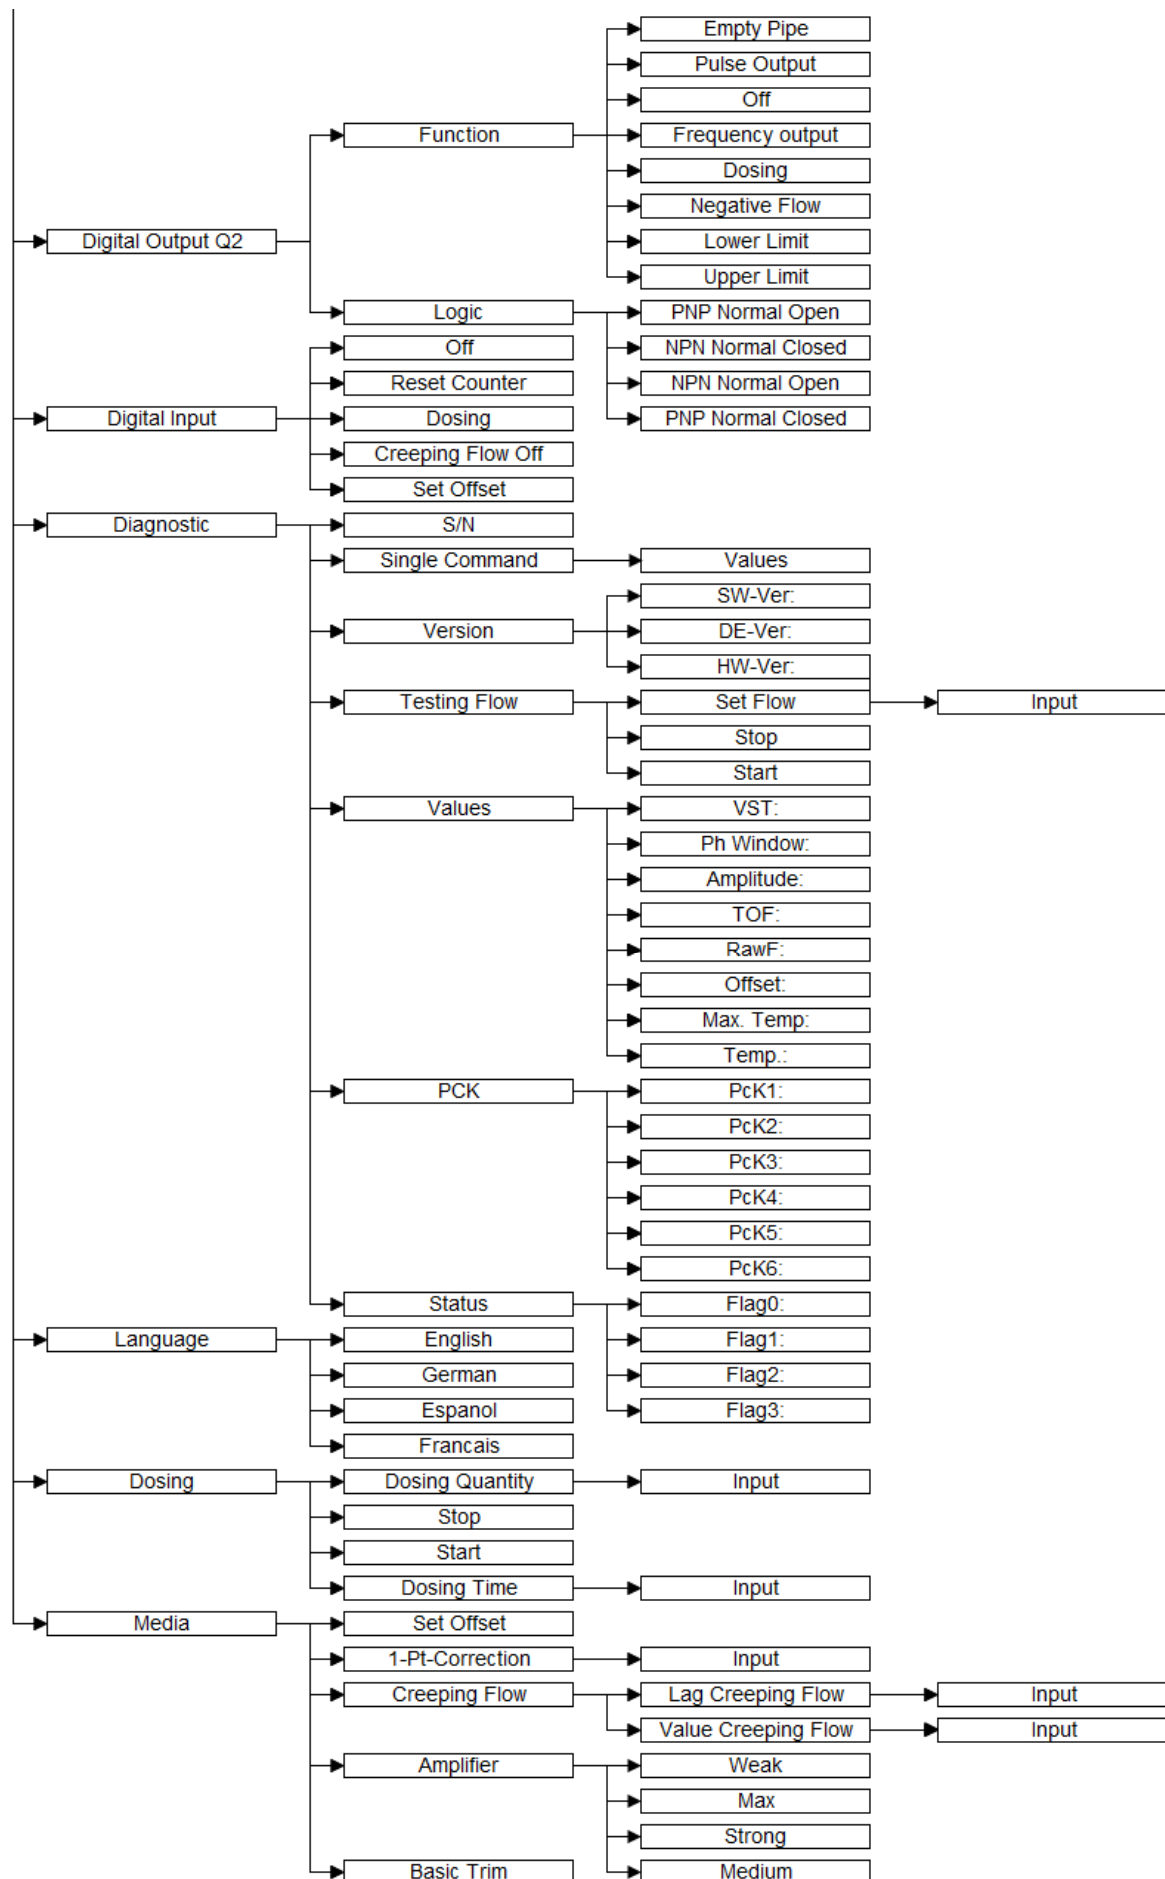 Empty Pipe
Pulse Output
Off
Function
Frequency output
Dosing
Negative Flow
Digital Output Q2
Lower Limit
Upper Limit
Logic
PNP Normal Open
Off
NPN Normal Closed
Reset Counter
NPN Normal Open
Digital Input
Dosing
PNP Normal Closed
Creeping Flow Off
Set Offset
Diagnostic
S/N
Single Command
Values
SW-Ver:
Version
DE-Ver:
HW-Ver:
Testing Flow
Set Flow
Input
Stop
Start
Values
VST:
Ph Window:
Amplitude:
TOF:
RawF:
Offset:
Max. Temp:
Temp.:
PCK
PcK1:
PcK2:
PcK3:
PcK4:
PcK5:
PcK6:
Status
Flag0:
Language
English
Flag1:
German
Flag2:
Espanol
Flag3:
Francais
Dosing
Dosing Quantity
Input
Stop
Start
Dosing Time
Input
Media
Set Offset
1-Pt-Correction
Input
Creeping Flow
Lag Creeping Flow
Input
Value Creeping Flow
Input
Amplifier
Weak
Max
Strong
Basic Trim
Medium